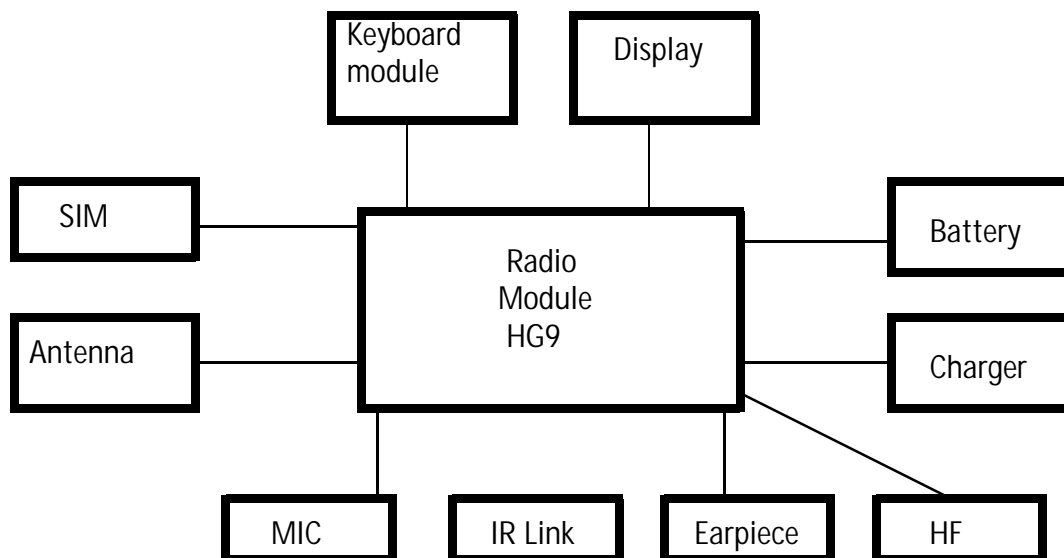 Keyboard
module
Display
SIM
Battery
Radio
Module
HG9
Antenna
Charger
MIC
IR Link
Earpiece
HF